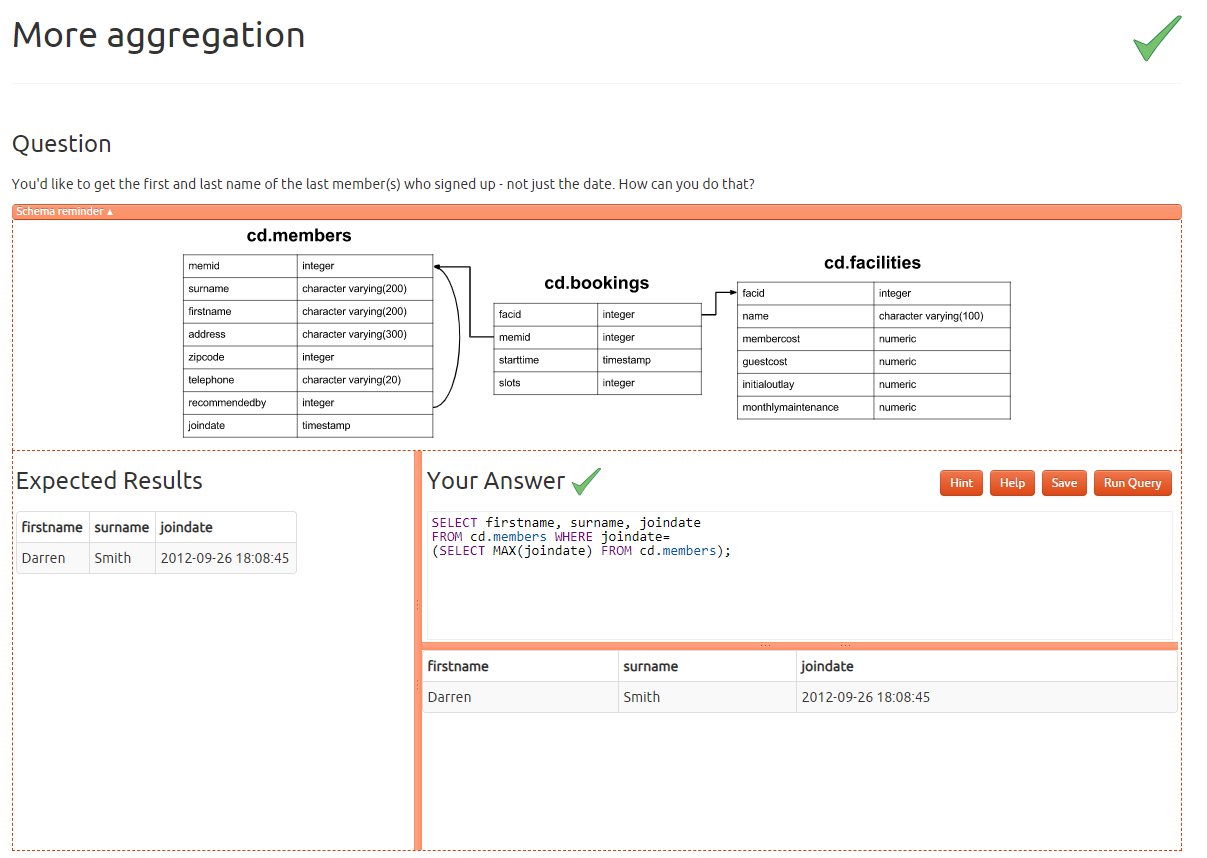 More aggregation
Question
You'd like to get the first and last name of the last member(s) who signed up - not just the date. How can you do that?
Schema reminder ▴
cd.members
memid integer
surname character varying(200)
firstname character varying(200)
address character varying(300)
zipcode integer
telephone character varying(20)
recommendedby integer
joindate timestamp
cd.bookings
facid integer
memid integer
starttime timestamp
slots integer
cd.facilities
facid integer
name character varying(100)
membercost numeric
guestcost numeric
initialoutlay numeric
monthlymaintenance numeric
Expected Results
firstname surname joindate
Darren Smith 2012-09-26 18:08:45
Your Answer
Hint Help Save Run Query
SELECT firstname, surname, joindate
FROM cd.members WHERE joindate=
(SELECT MAX(joindate) FROM cd.members);
firstname surname joindate
Darren Smith 2012-09-26 18:08:45